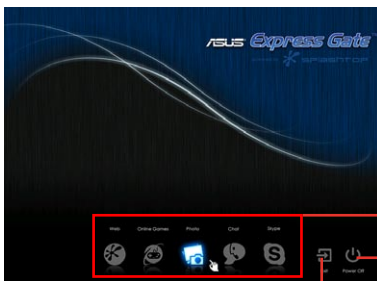 ASUS Express Gate
SPLASHTOP
Web Online Games Photo Chat Skype
Power Off